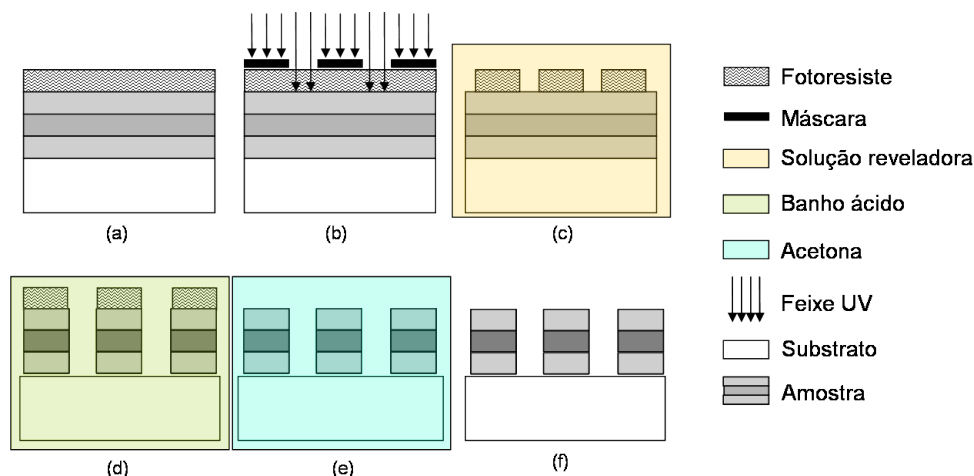 (a)
(b)
(c)
(d)
(e)
(f)
Fotoresiste
Máscara
Solução reveladora
Banho ácido
Acetona
Feixe UV
Substrato
Amostra